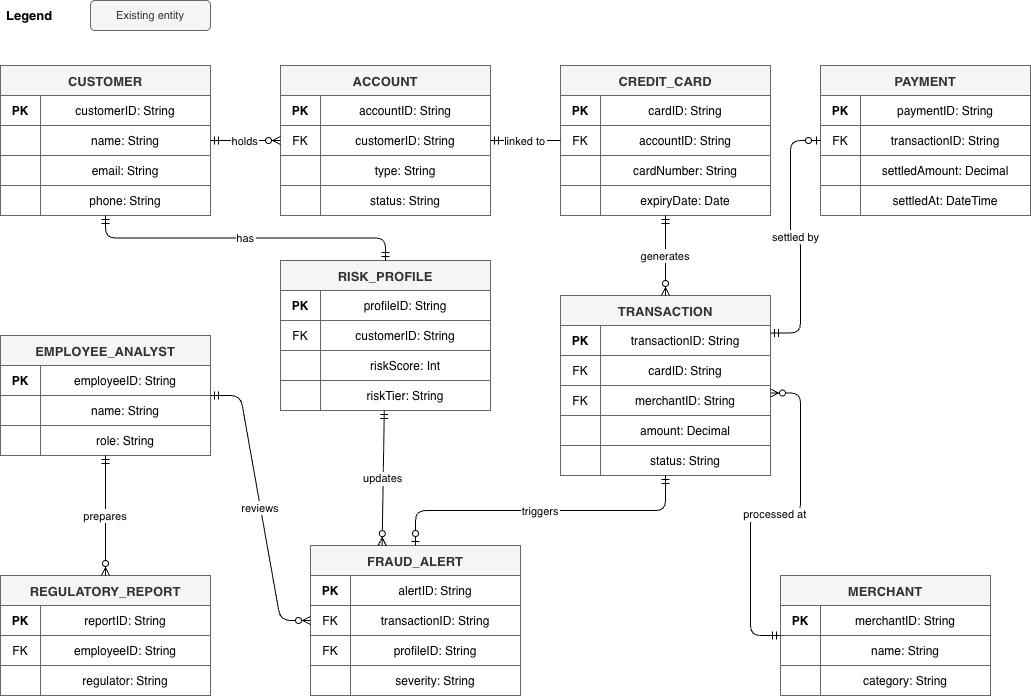 Legend
Existing entity
CUSTOMER
PK customerID: String
name: String
email: String
phone: String
holds
ACCOUNT
PK accountID: String
FK customerID: String
type: String
status: String
linked to
CREDIT_CARD
PK cardID: String
FK accountID: String
cardNumber: String
expiryDate: Date
PAYMENT
PK paymentID: String
FK transactionID: String
settledAmount: Decimal
settledAt: DateTime
has
generates
settled by
RISK_PROFILE
PK profileID: String
FK customerID: String
riskScore: Int
riskTier: String
TRANSACTION
PK transactionID: String
FK cardID: String
FK merchantID: String
amount: Decimal
status: String
EMPLOYEE_ANALYST
PK employeeID: String
name: String
role: String
updates
reviews
prepares
triggers
processed at
REGULATORY_REPORT
PK reportID: String
FK employeeID: String
regulator: String
FRAUD_ALERT
PK alertID: String
FK transactionID: String
FK profileID: String
severity: String
MERCHANT
PK merchantID: String
name: String
category: String